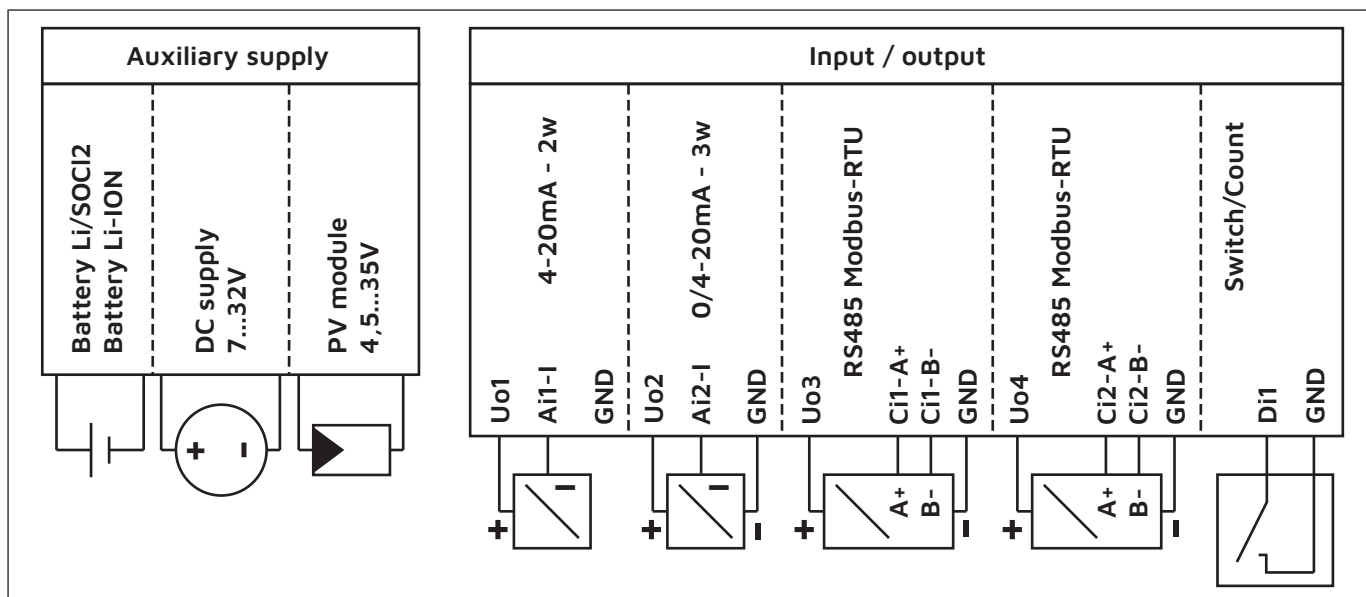 Auxiliary supply
Battery Li/SOCl2
Battery Li-ION
DC supply
7...32V
PV module
4,5...35V
+ -
Input / output
4-20mA - 2w
Uo1
Ai1-I
GND
+
I
0/4-20mA - 3w
Uo2
Ai2-I
GND
+
I
-
RS485 Modbus-RTU
Uo3
Ci1-A+
Ci1-B-
GND
+
A+
B-
-
RS485 Modbus-RTU
Uo4
Ci2-A+
Ci2-B-
GND
+
A+
B-
-
Switch/Count
Di1
GND